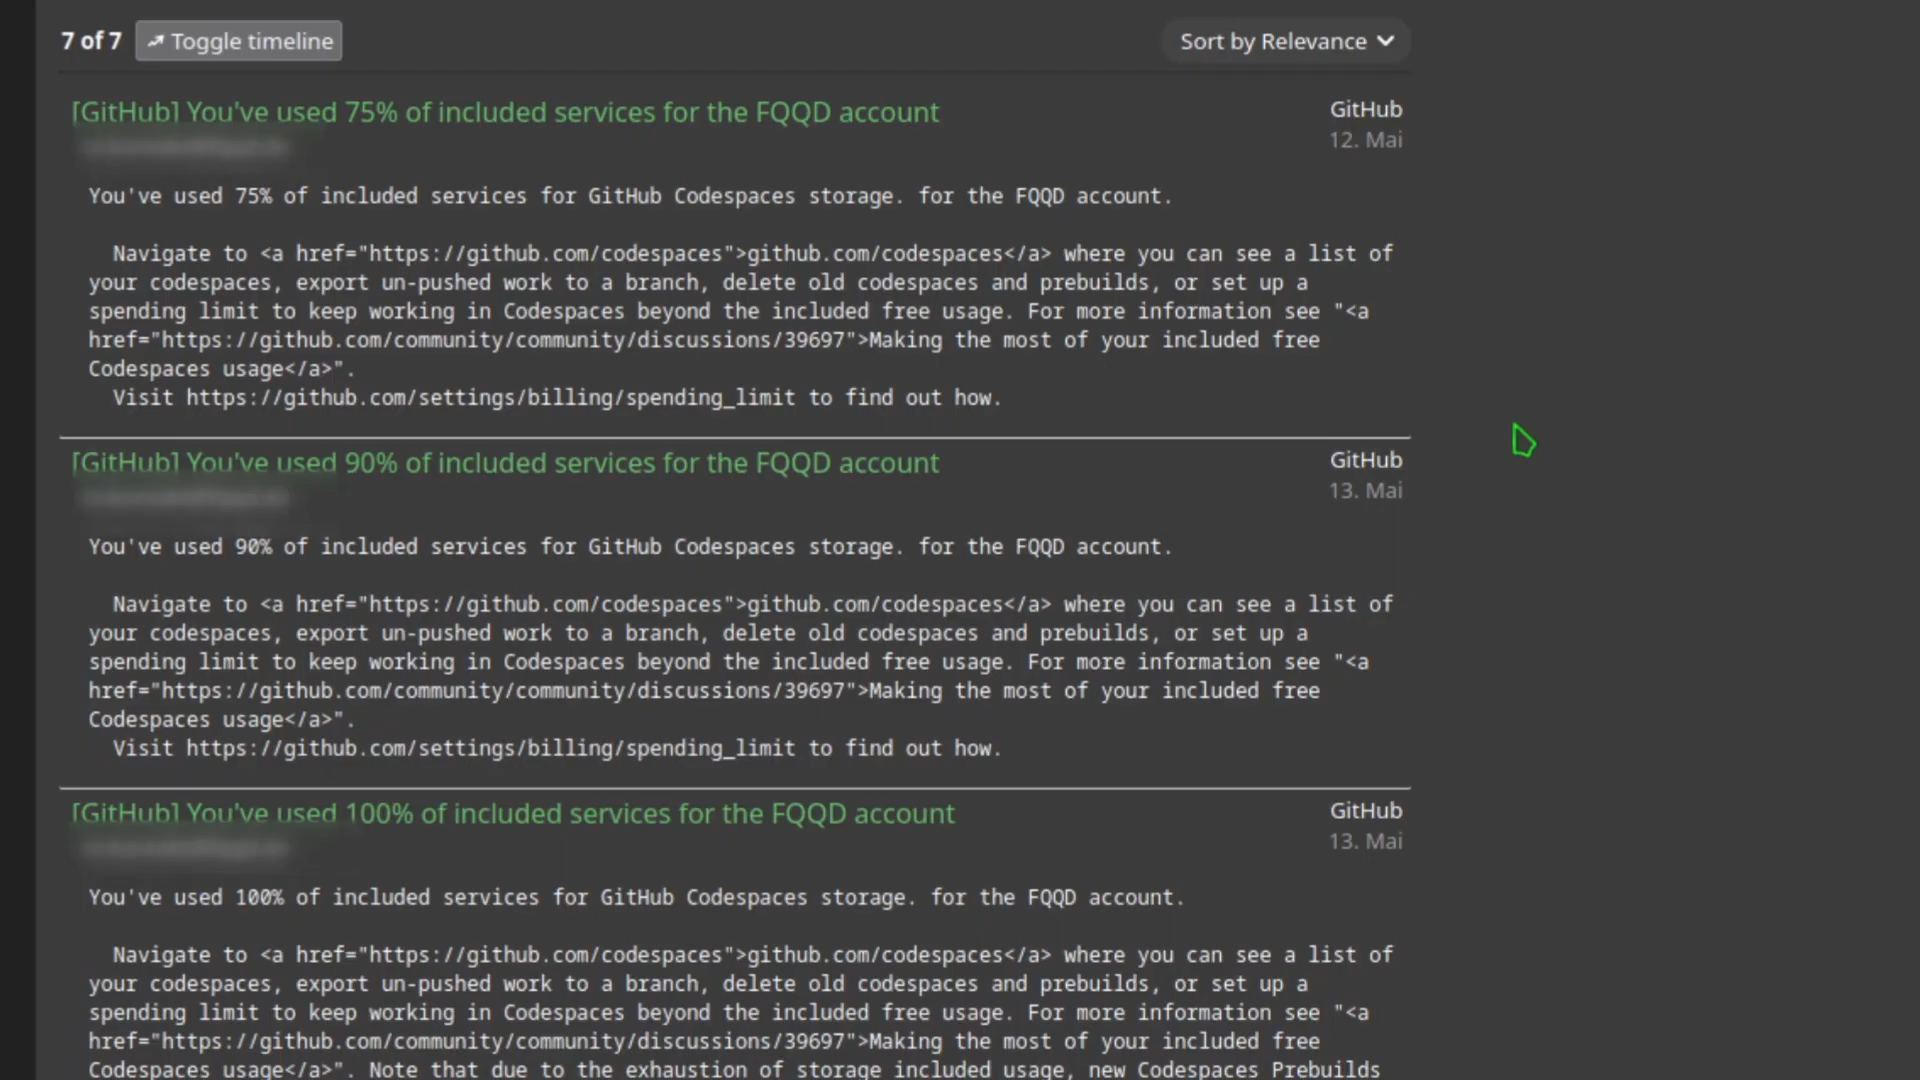 7 of 7
Toggle timeline
Sort by Relevance
[GitHub] You've used 75% of included services for the FQQD account
GitHub
12. Mai
You've used 75% of included services for GitHub Codespaces storage. for the FQQD account.
Navigate to <a href="https://github.com/codespaces">github.com/codespaces</a> where you can see a list of
your codespaces, export un-pushed work to a branch, delete old codespaces and prebuilds, or set up a
spending limit to keep working in Codespaces beyond the included free usage. For more information see "<a
href="https://github.com/community/community/discussions/39697">Making the most of your included free
Codespaces usage</a>".
Visit https://github.com/settings/billing/spending_limit to find out how.
[GitHub] You've used 90% of included services for the FQQD account
GitHub
13. Mai
You've used 90% of included services for GitHub Codespaces storage. for the FQQD account.
Navigate to <a href="https://github.com/codespaces">github.com/codespaces</a> where you can see a list of
your codespaces, export un-pushed work to a branch, delete old codespaces and prebuilds, or set up a
spending limit to keep working in Codespaces beyond the included free usage. For more information see "<a
href="https://github.com/community/community/discussions/39697">Making the most of your included free
Codespaces usage</a>".
Visit https://github.com/settings/billing/spending_limit to find out how.
[GitHub] You've used 100% of included services for the FQQD account
GitHub
13. Mai
You've used 100% of included services for GitHub Codespaces storage. for the FQQD account.
Navigate to <a href="https://github.com/codespaces">github.com/codespaces</a> where you can see a list of
your codespaces, export un-pushed work to a branch, delete old codespaces and prebuilds, or set up a
spending limit to keep working in Codespaces beyond the included free usage. For more information see "<a
href="https://github.com/community/community/discussions/39697">Making the most of your included free
Codespaces usage</a>". Note that due to the exhaustion of storage included usage, new Codespaces Prebuilds